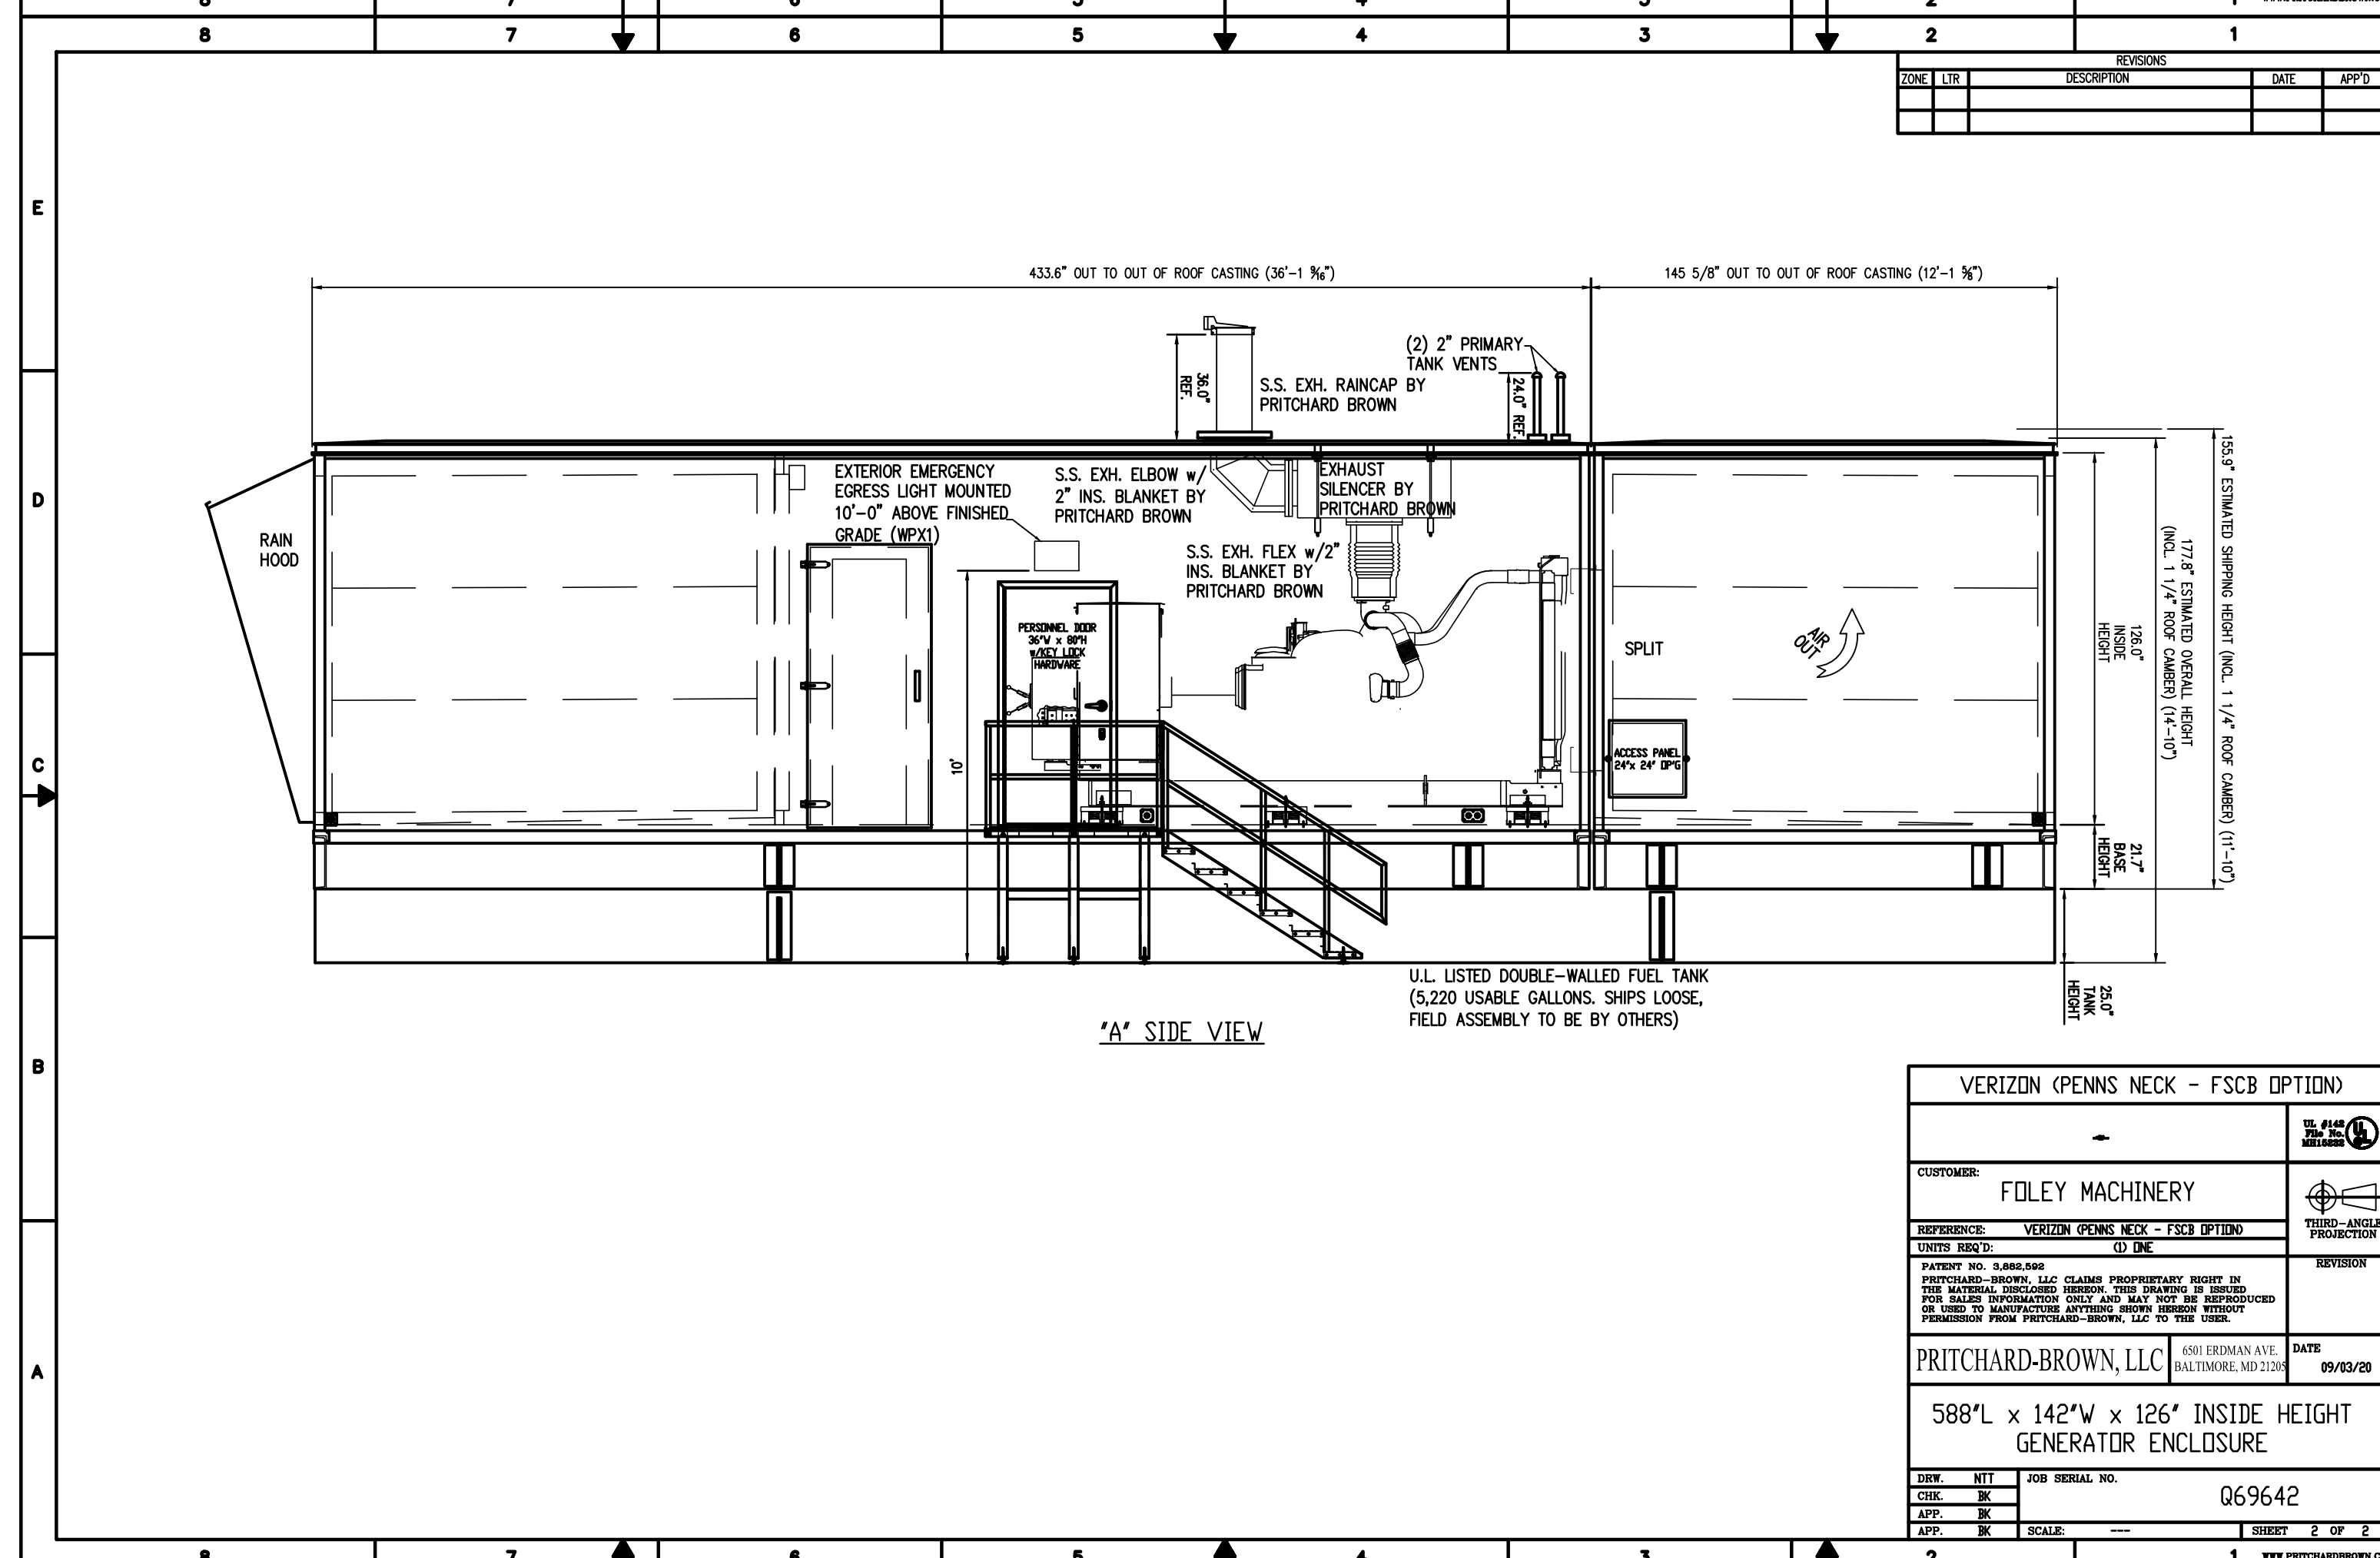 8 7 6 5 4 3 2 1
REVISIONS
ZONE LTR DESCRIPTION DATE APP'D
E
D
C
B
A
433.6" OUT TO OUT OF ROOF CASTING (36'-1 9/16")
145 5/8" OUT TO OUT OF ROOF CASTING (12'-1 5/8")
36.0"
REF.
S.S. EXH. RAINCAP BY
PRITCHARD BROWN
(2) 2" PRIMARY
TANK VENTS
24.0" REF.
RAIN
HOOD
EXTERIOR EMERGENCY
EGRESS LIGHT MOUNTED
10'-0" ABOVE FINISHED
GRADE (WPX1)
S.S. EXH. ELBOW w/
2" INS. BLANKET BY
PRITCHARD BROWN
EXHAUST
SILENCER BY
PRITCHARD BROWN
S.S. EXH. FLEX w/2"
INS. BLANKET BY
PRITCHARD BROWN
PERSONNEL DOOR
36"W x 80"H
w/KEY LOCK
HARDWARE
10'
SPLIT
AIR
OUT
ACCESS PANEL
24"x 24" OP'G
126.0"
INSIDE
HEIGHT
21.7"
BASE
HEIGHT
177.8" ESTIMATED OVERALL HEIGHT
(INCL. 1 1/4" ROOF CAMBER) (14'-10")
155.9" ESTIMATED SHIPPING HEIGHT (INCL. 1 1/4" ROOF CAMBER) (11'-10")
25.0"
TANK
HEIGHT
U.L. LISTED DOUBLE-WALLED FUEL TANK
(5,220 USABLE GALLONS. SHIPS LOOSE,
FIELD ASSEMBLY TO BE BY OTHERS)
"A" SIDE VIEW
VERIZON (PENNS NECK - FSCB OPTION)
UL #142
File No.
MH15232
UL
CUSTOMER:
FOLEY MACHINERY
THIRD-ANGLE
PROJECTION
REFERENCE: VERIZON (PENNS NECK - FSCB OPTION)
UNITS REQ'D: (1) ONE
REVISION
PATENT NO. 3,882,592
PRITCHARD-BROWN, LLC CLAIMS PROPRIETARY RIGHT IN
THE MATERIAL DISCLOSED HEREON. THIS DRAWING IS ISSUED
FOR SALES INFORMATION ONLY AND MAY NOT BE REPRODUCED
OR USED TO MANUFACTURE ANYTHING SHOWN HEREON WITHOUT
PERMISSION FROM PRITCHARD-BROWN, LLC TO THE USER.
PRITCHARD-BROWN, LLC
6501 ERDMAN AVE.
BALTIMORE, MD 21205
DATE
09/03/20
588"L x 142"W x 126" INSIDE HEIGHT
GENERATOR ENCLOSURE
DRW. NTT
CHK. BK
APP. BK
APP. BK
JOB SERIAL NO.
Q69642
SCALE: ---
SHEET 2 OF 2
8 7 6 5 4 3 2 1